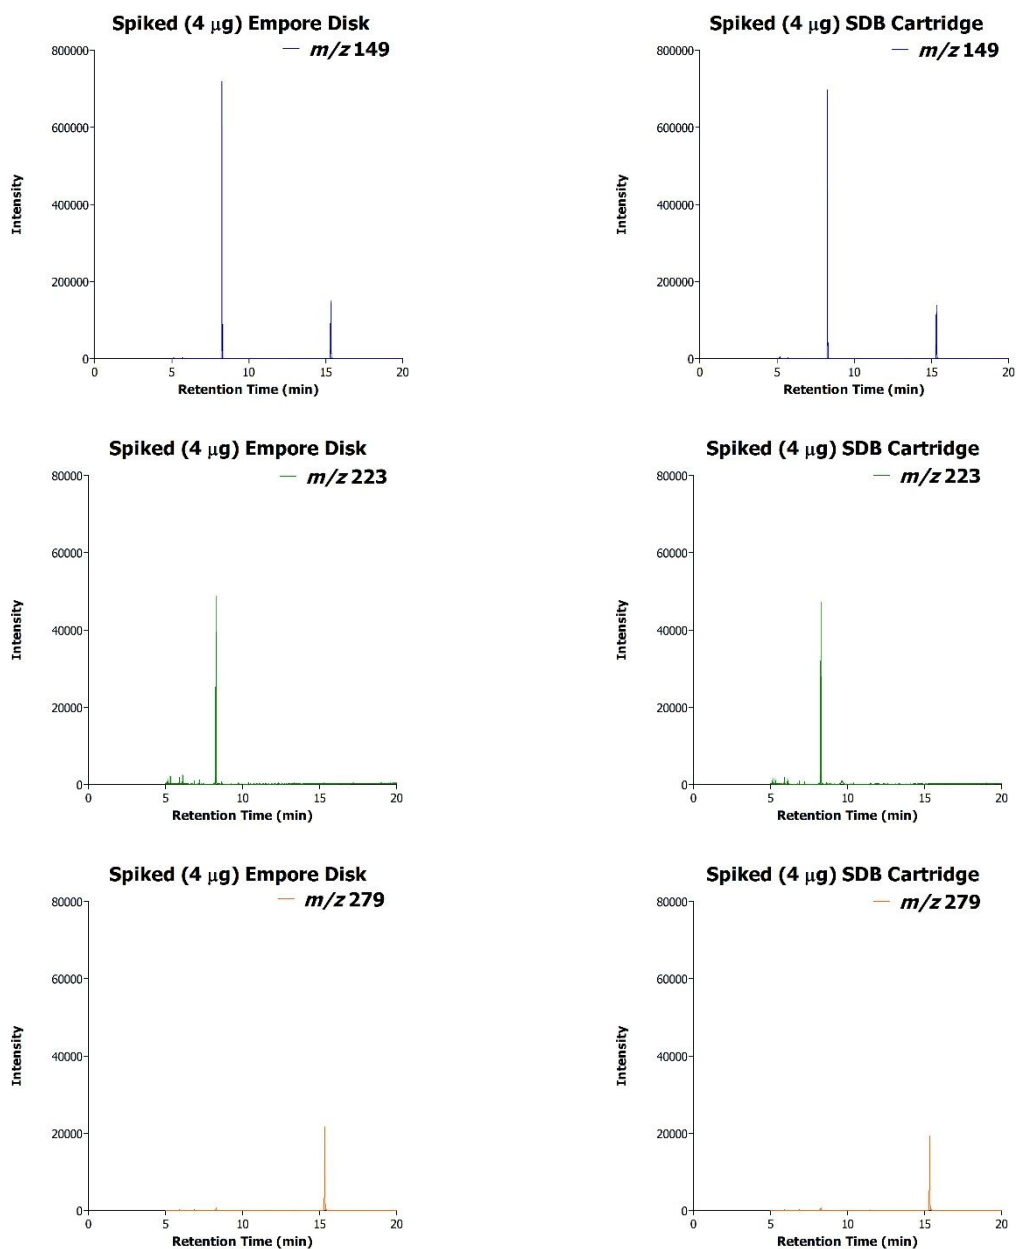 Spiked (4 μg) Empore Disk
m/z 149
800000
600000
400000
200000
0
Intensity
0 5 10 15 20
Retention Time (min)
Spiked (4 μg) SDB Cartridge
m/z 149
800000
600000
400000
200000
0
Intensity
0 5 10 15 20
Retention Time (min)
Spiked (4 μg) Empore Disk
m/z 223
80000
60000
40000
20000
0
Intensity
0 5 10 15 20
Retention Time (min)
Spiked (4 μg) SDB Cartridge
m/z 223
80000
60000
40000
20000
0
Intensity
0 5 10 15 20
Retention Time (min)
Spiked (4 μg) Empore Disk
m/z 279
80000
60000
40000
20000
0
Intensity
0 5 10 15 20
Retention Time (min)
Spiked (4 μg) SDB Cartridge
m/z 279
80000
60000
40000
20000
0
Intensity
0 5 10 15 20
Retention Time (min)